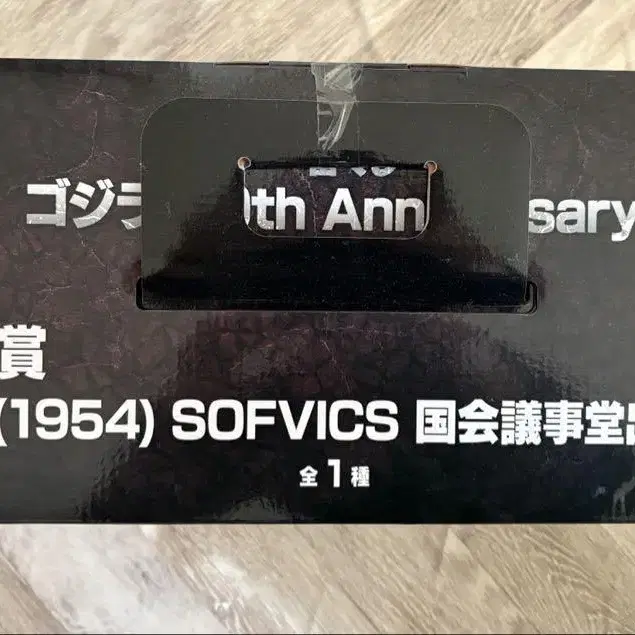 ゴジラ 0th Ann sary
賞
(1954) SOFVICS 国会議事堂
全1種